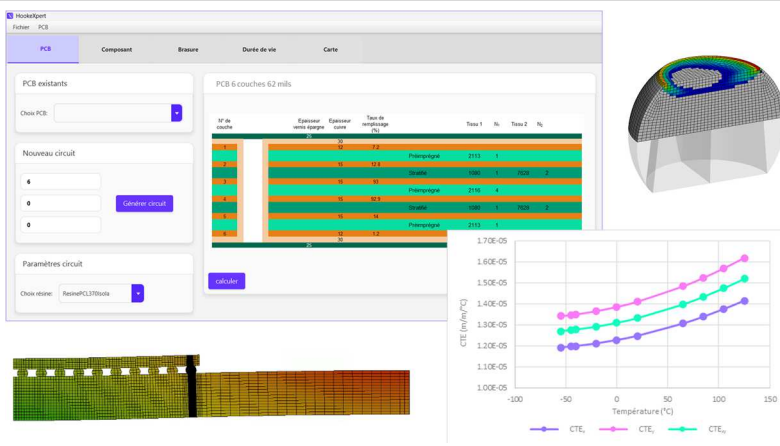 HookeXpert
Fichier PCB
PCB Composant Brasure Durée de vie Carte
PCB existants
Choix PCB:
Nouveau circuit
6
0
0
Générer circuit
Paramètres circuit
Choix résine: ResinePCL370Isola
PCB 6 couches 62 mils
N° de couche Epaisseur vernis épargne Epaisseur cuivre Taux de remplissage (%) Tissu 1 N₁ Tissu 2 N₂
25
30
1 12 7.2
Préimprégné 2113 1
2 15 12.9
Stratifié 1080 1 7628 2
3 15 10
Préimprégné 2116 4
4 15 92.9
Stratifié 1080 1 7628 2
5 15 14
Préimprégné 2113 1
6 12 1.2
30
25
calculer
1.70E-05
1.60E-05
1.50E-05
1.40E-05
1.30E-05
1.20E-05
1.10E-05
1.00E-05
CTE (m/m/°C)
-100 -50 0 50 100 150
Température (°C)